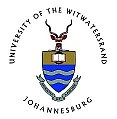 UNIVERSITY OF THE WITWATERSRAND
JOHANNESBURG